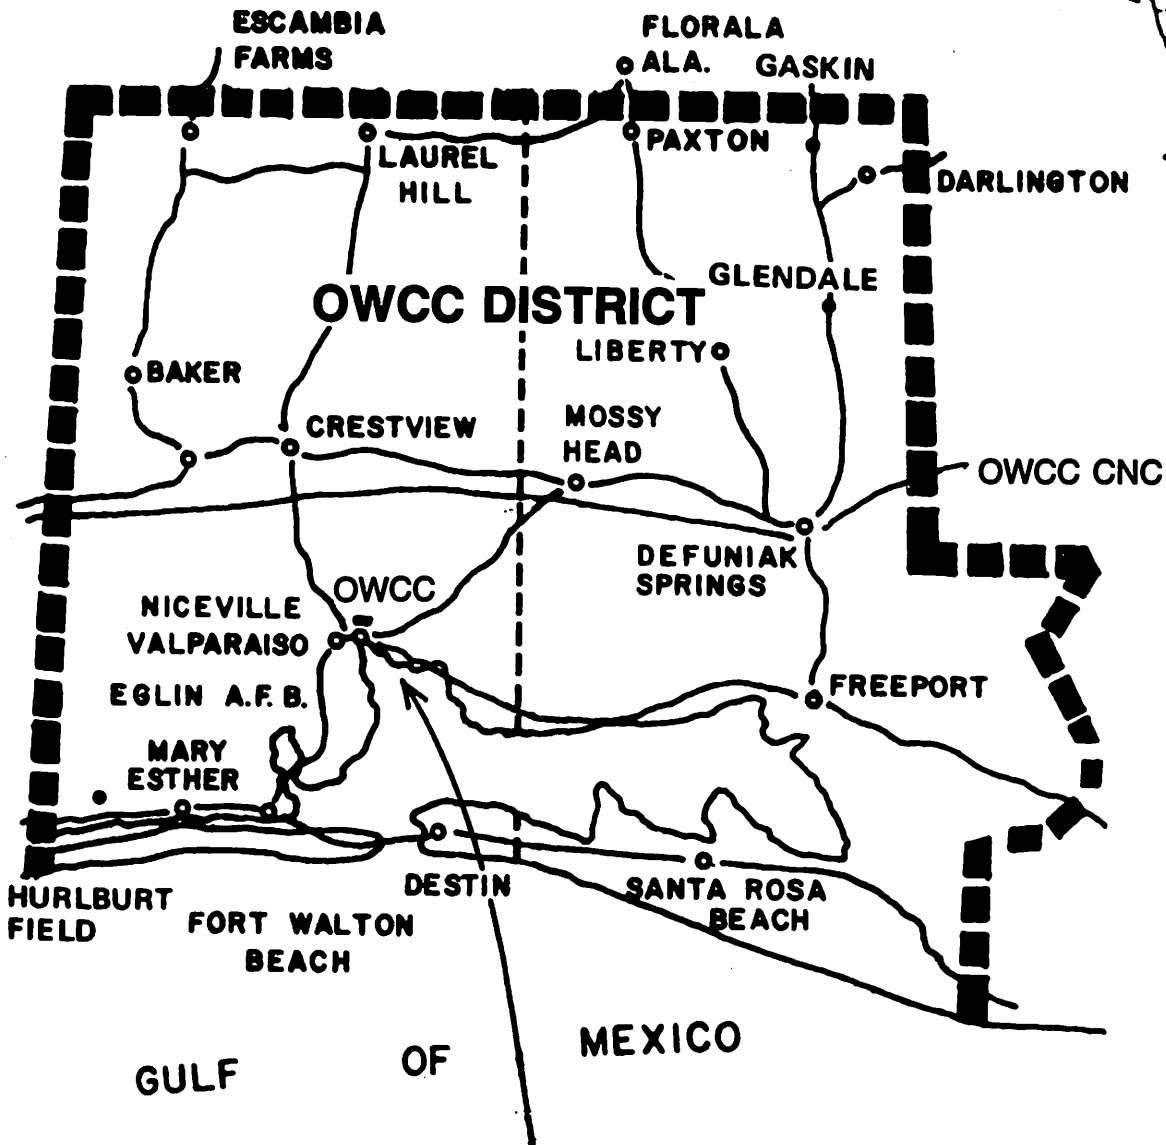 ESCAMBIA
FARMS
FLORALA
ALA.
GASKIN
PAXTON
LAUREL
HILL
DARLINGTON
GLENDALE
OWCC DISTRICT
LIBERTY
BAKER
CRESTVIEW
MOSSY
HEAD
OWCC CNC
DEFUNIAK
SPRINGS
OWCC
NICEVILLE
VALPARAISO
EGLIN A.F.B.
FREEPORT
MARY
ESTHER
DESTIN
SANTA ROSA
BEACH
HURLBURT
FIELD
FORT WALTON
BEACH
GULF OF MEXICO